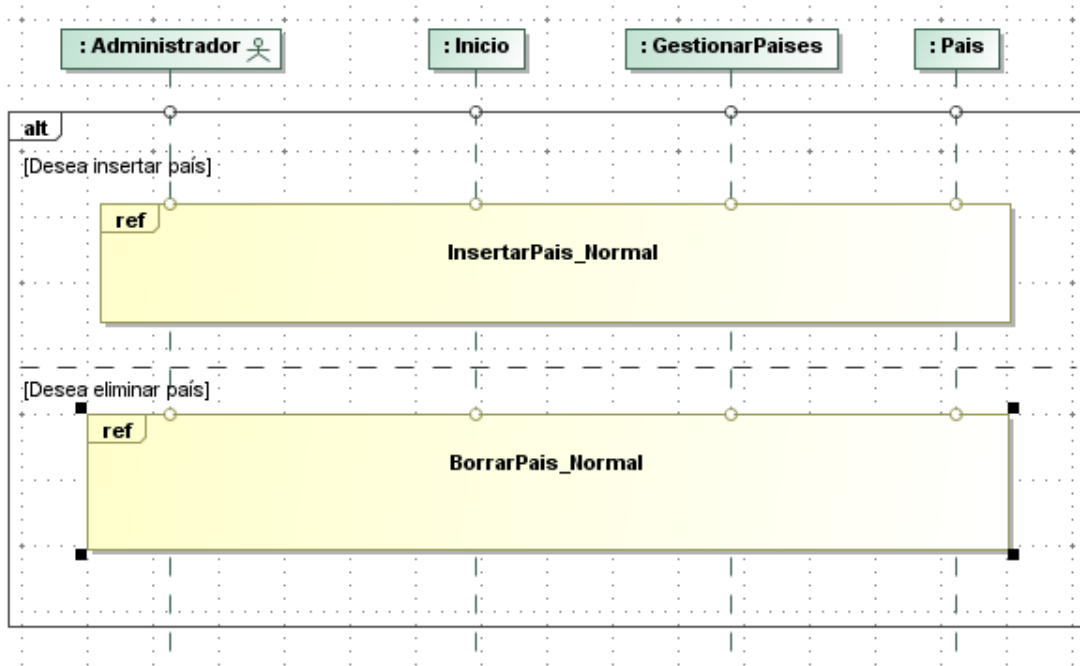 : Administrador
: Inicio
: GestionarPaises
: Pais
alt
[Desea insertar país]
ref
InsertarPais_Normal
[Desea eliminar país]
ref
BorrarPais_Normal